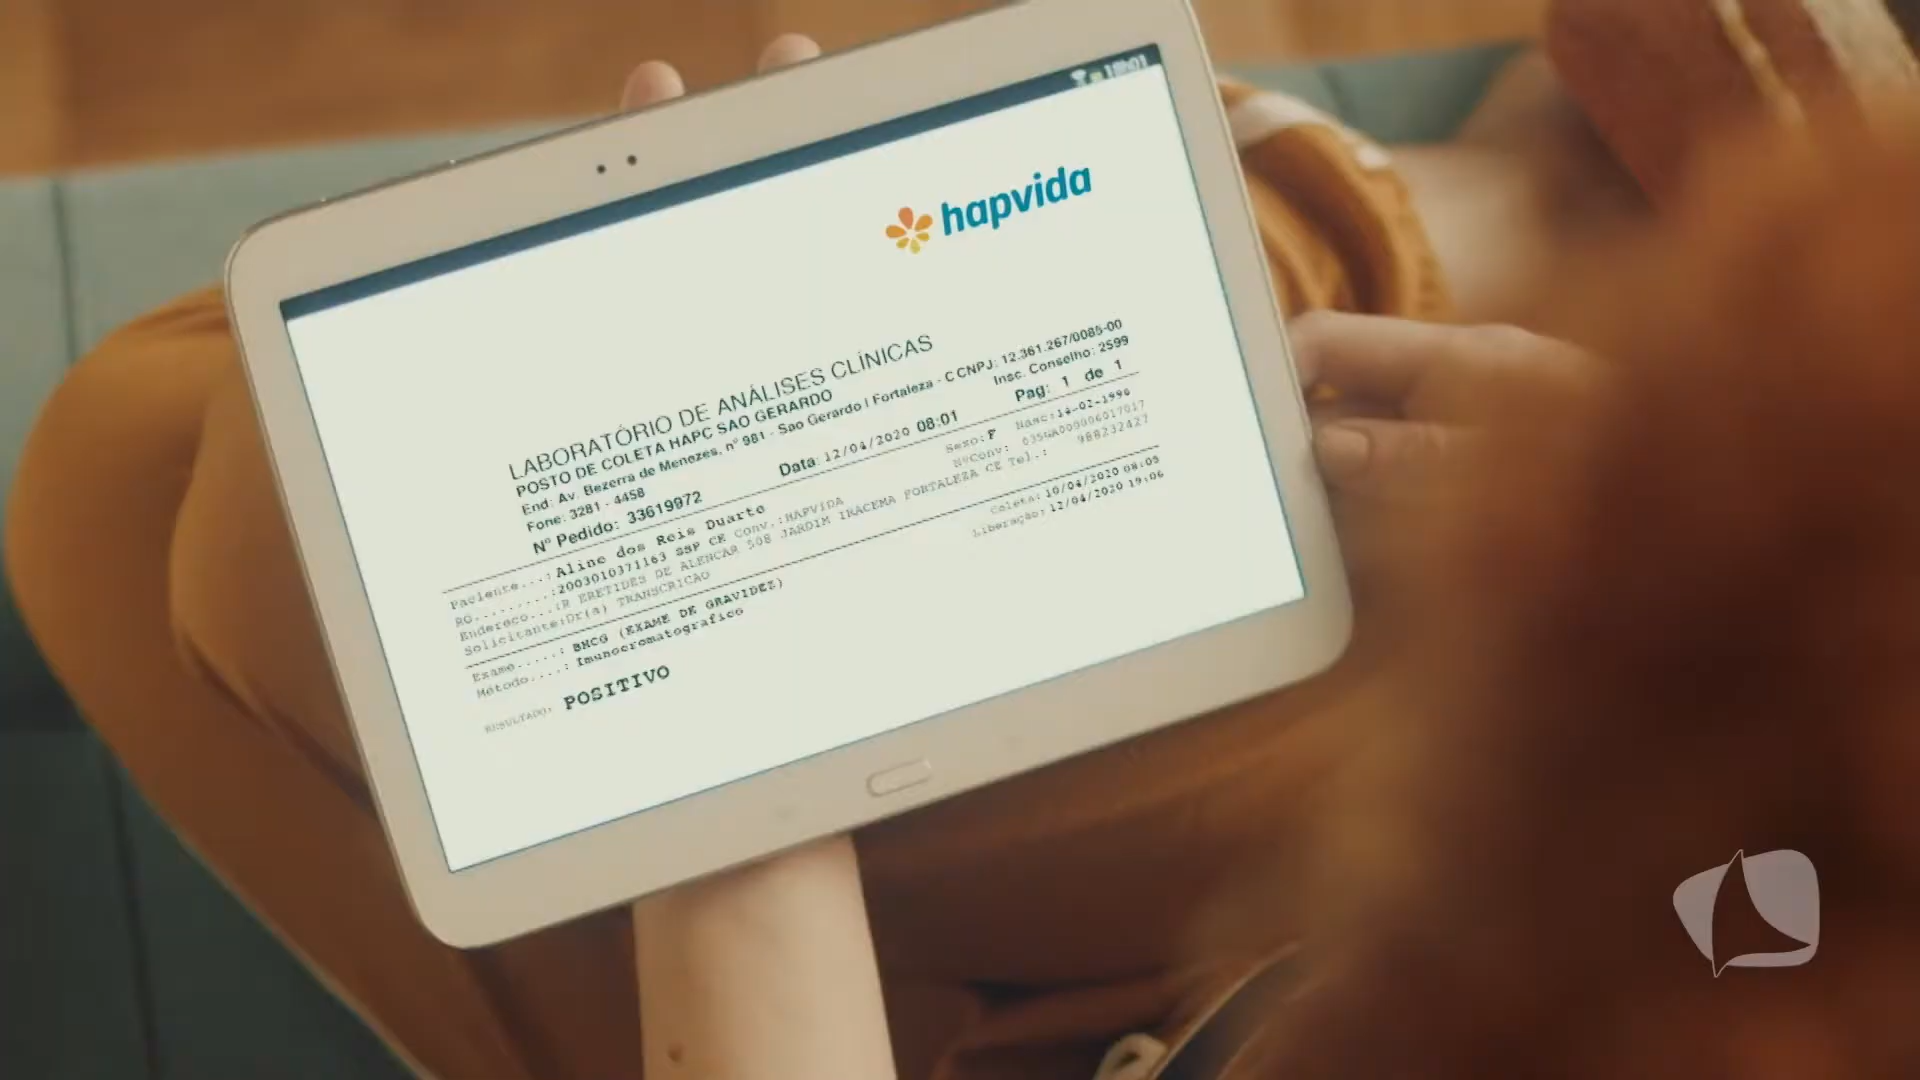 hapvida
LABORATÓRIO DE ANÁLISES CLÍNICAS
POSTO DE COLETA HAPC SAO GERARDO
End: Av. Bezerra de Menezes, nº 981 - Sao Gerardo | Fortaleza - C CNPJ: 12.361.267/0085-00
Fone: 3281 - 4458 Insc. Conselho: 2599
Nº Pedido: 33619972 Data: 12/04/2020 08:01 Pag: 1 de 1
Paciente...: Aline dos Reis Duarte Sexo: F Nasc: 14-02-1996
RG........: 2003010371163 SSP CE Conv.: HAPVIDA NºConv:
Endereco...: R ERETIDES DE ALENCAR 508 JARDIM IRACEMA FORTALEZA CE Tel.: 988232427
Solicitante: Dr(a) TRANSCRICAO
Coleta: 10/04/2020 08:05
Liberação: 12/04/2020 19:06
Exame.....: BHCG (EXAME DE GRAVIDEZ)
Método....: Imunocromatografico
RESULTADO: POSITIVO